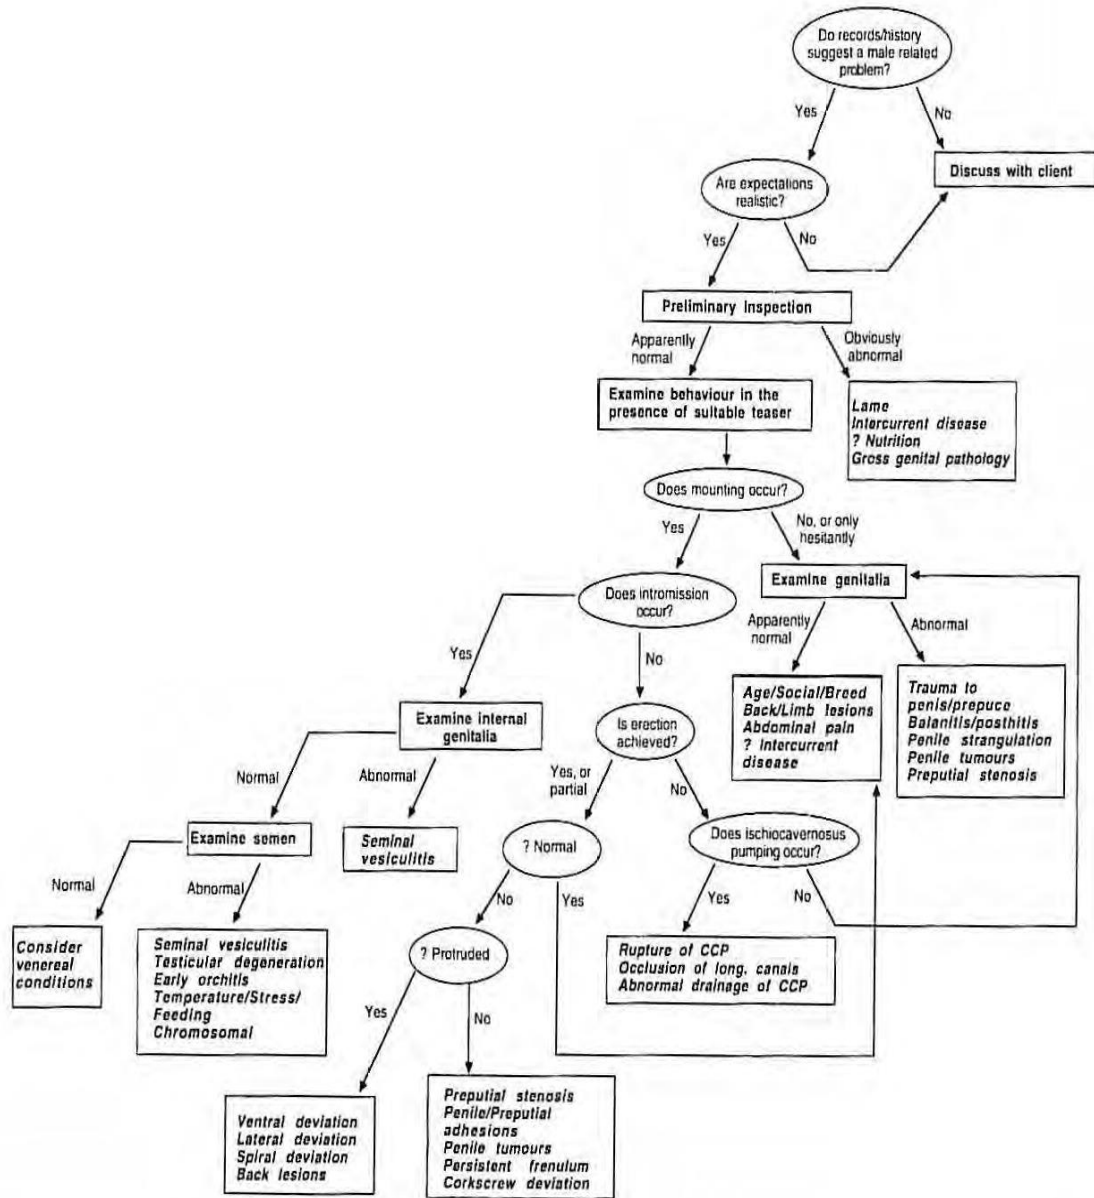 Do records/history
suggest a male related
problem?
Yes
No
Discuss with client
Are expectations
realistic?
Yes
No
Preliminary Inspection
Apparently
normal
Obviously
abnormal
Examine behaviour in the
presence of suitable teaser
Lame
Intercurrent disease
? Nutrition
Gross genital pathology
Does mounting occur?
Yes
No, or only
hesitantly
Examine genitalia
Does intromission
occur?
Apparently
normal
Abnormal
Yes
No
Age/Social/Breed
Back/Limb lesions
Abdominal pain
? Intercurrent
disease
Trauma to
penis/prepuce
Balanitis/posthitis
Penile strangulation
Penile tumours
Preputial stenosis
Examine internal
genitalia
Is erection
achieved?
Normal
Abnormal
Yes, or
partial
No
Examine semen
Seminal
vesiculitis
? Normal
Does ischiocavernosus
pumping occur?
Normal
Abnormal
No
Yes
Yes
No
Consider
venereal
conditions
Seminal vesiculitis
Testicular degeneration
Early orchitis
Temperature/Stress/
Feeding
Chromosomal
? Protruded
Rupture of CCP
Occlusion of long. canals
Abnormal drainage of CCP
Yes
No
Ventral deviation
Lateral deviation
Spiral deviation
Back lesions
Preputial stenosis
Penile/Preputial
adhesions
Penile tumours
Persistent frenulum
Corkscrew deviation